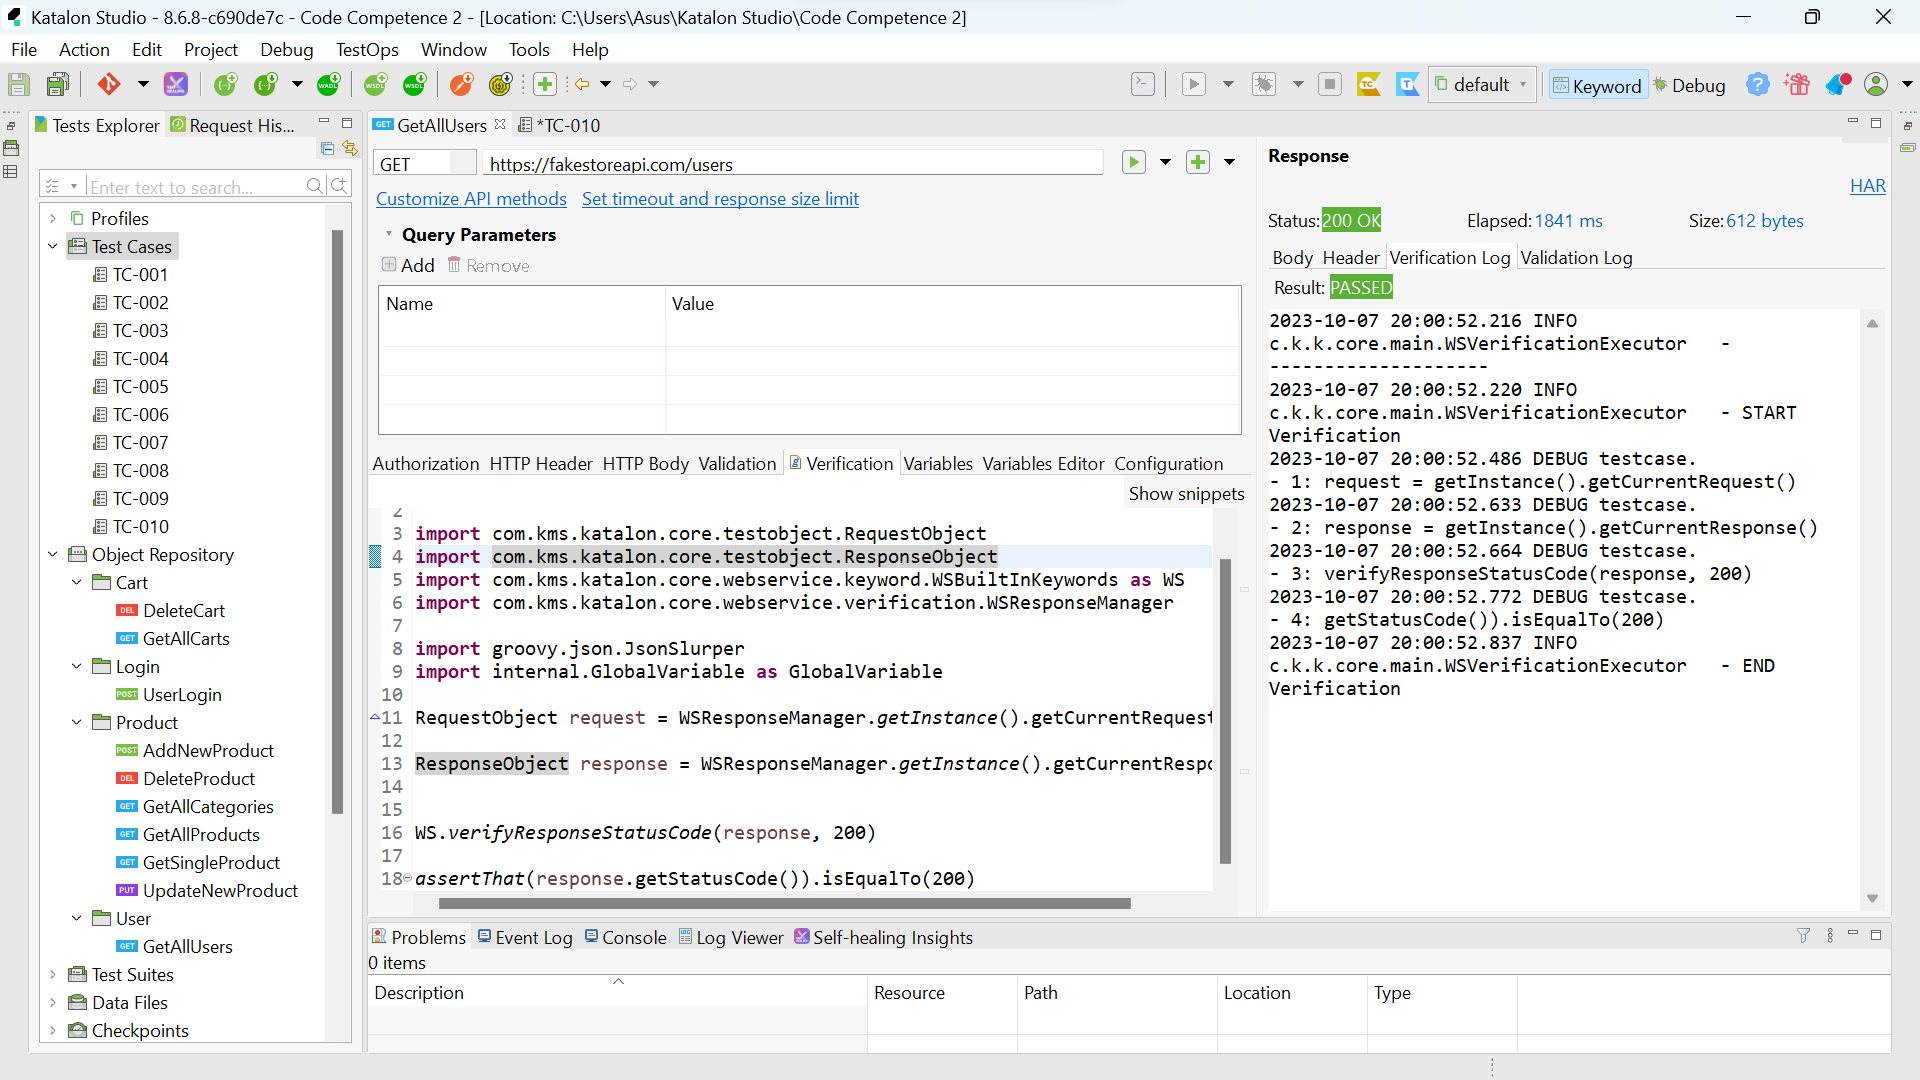 Katalon Studio - 8.6.8-c690de7c - Code Competence 2 - [Location: C:\Users\Asus\Katalon Studio\Code Competence 2]
File Action Edit Project Debug TestOps Window Tools Help
default Keyword Debug
Tests Explorer Request His...
Enter text to search...
Profiles
Test Cases
TC-001
TC-002
TC-003
TC-004
TC-005
TC-006
TC-007
TC-008
TC-009
TC-010
Object Repository
Cart
DEL DeleteCart
GET GetAllCarts
Login
POST UserLogin
Product
POST AddNewProduct
DEL DeleteProduct
GET GetAllCategories
GET GetAllProducts
GET GetSingleProduct
PUT UpdateNewProduct
User
GET GetAllUsers
Test Suites
Data Files
Checkpoints
GET GetAllUsers *TC-010
GET https://fakestoreapi.com/users
Customize API methods Set timeout and response size limit
Query Parameters
Add Remove
Name Value
Authorization HTTP Header HTTP Body Validation Verification Variables Variables Editor Configuration
Show snippets
2
3 import com.kms.katalon.core.testobject.RequestObject
4 import com.kms.katalon.core.testobject.ResponseObject
5 import com.kms.katalon.core.webservice.keyword.WSBuiltInKeywords as WS
6 import com.kms.katalon.core.webservice.verification.WSResponseManager
7
8 import groovy.json.JsonSlurper
9 import internal.GlobalVariable as GlobalVariable
10
11 RequestObject request = WSResponseManager.getInstance().getCurrentRequest
12
13 ResponseObject response = WSResponseManager.getInstance().getCurrentRespo
14
15
16 WS.verifyResponseStatusCode(response, 200)
17
18 assertThat(response.getStatusCode()).isEqualTo(200)
Response
HAR
Status: 200 OK Elapsed: 1841 ms Size: 612 bytes
Body Header Verification Log Validation Log
Result: PASSED
2023-10-07 20:00:52.216 INFO
c.k.k.core.main.WSVerificationExecutor -
--------------------
2023-10-07 20:00:52.220 INFO
c.k.k.core.main.WSVerificationExecutor - START
Verification
2023-10-07 20:00:52.486 DEBUG testcase.
- 1: request = getInstance().getCurrentRequest()
2023-10-07 20:00:52.633 DEBUG testcase.
- 2: response = getInstance().getCurrentResponse()
2023-10-07 20:00:52.664 DEBUG testcase.
- 3: verifyResponseStatusCode(response, 200)
2023-10-07 20:00:52.772 DEBUG testcase.
- 4: getStatusCode()).isEqualTo(200)
2023-10-07 20:00:52.837 INFO
c.k.k.core.main.WSVerificationExecutor - END
Verification
Problems Event Log Console Log Viewer Self-healing Insights
0 items
Description Resource Path Location Type